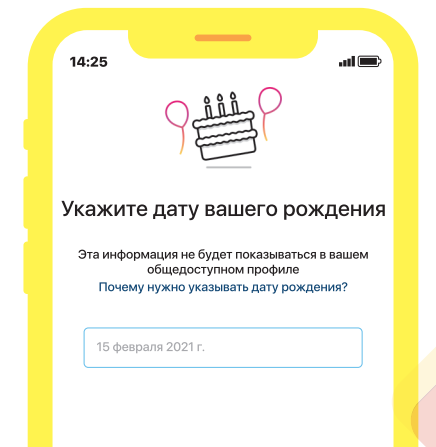 14:25
Укажите дату вашего рождения
Эта информация не будет показываться в вашем
общедоступном профиле
Почему нужно указывать дату рождения?
15 февраля 2021 г.